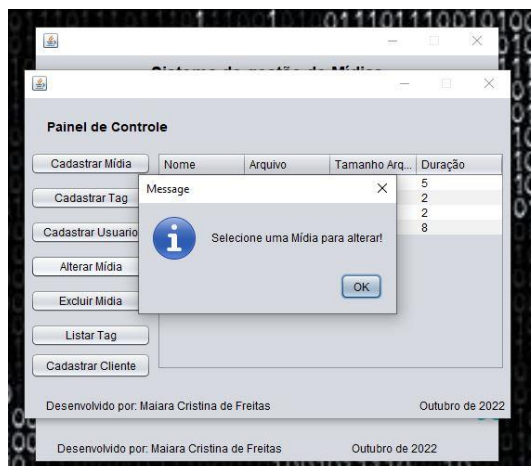 Sistema de gestão de Mídias
Painel de Controle
Cadastrar Mídia
Nome Arquivo Tamanho Arq... Duração
5
Cadastrar Tag
2
2
Cadastrar Usuario
8
Message
Selecione uma Mídia para alterar!
OK
Alterar Mídia
Excluir Midia
Listar Tag
Cadastrar Cliente
Desenvolvido por: Maiara Cristina de Freitas Outubro de 2022
Desenvolvido por: Maiara Cristina de Freitas Outubro de 2022